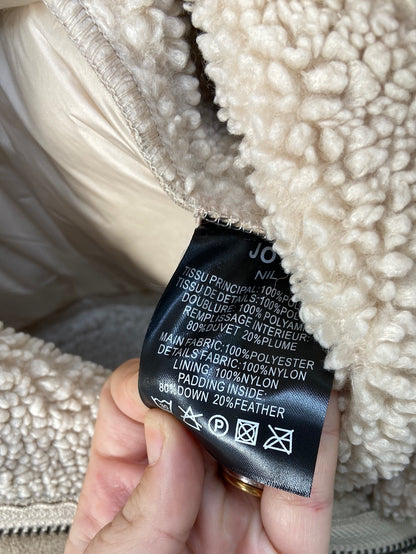 JO
NIL
TISSU PRINCIPAL:100%PO
TISSU DE DETAILS:100%
DOUBLURE: 100%POLYAM
REMPLISSAGE INTERIEUR:
80%DUVET 20%PLUME
MAIN FABRIC:100%POLYESTER
DETAILS FABRIC:100%NYLON
LINING:100%NYLON
PADDING INSIDE:
80%DOWN 20%FEATHER
P